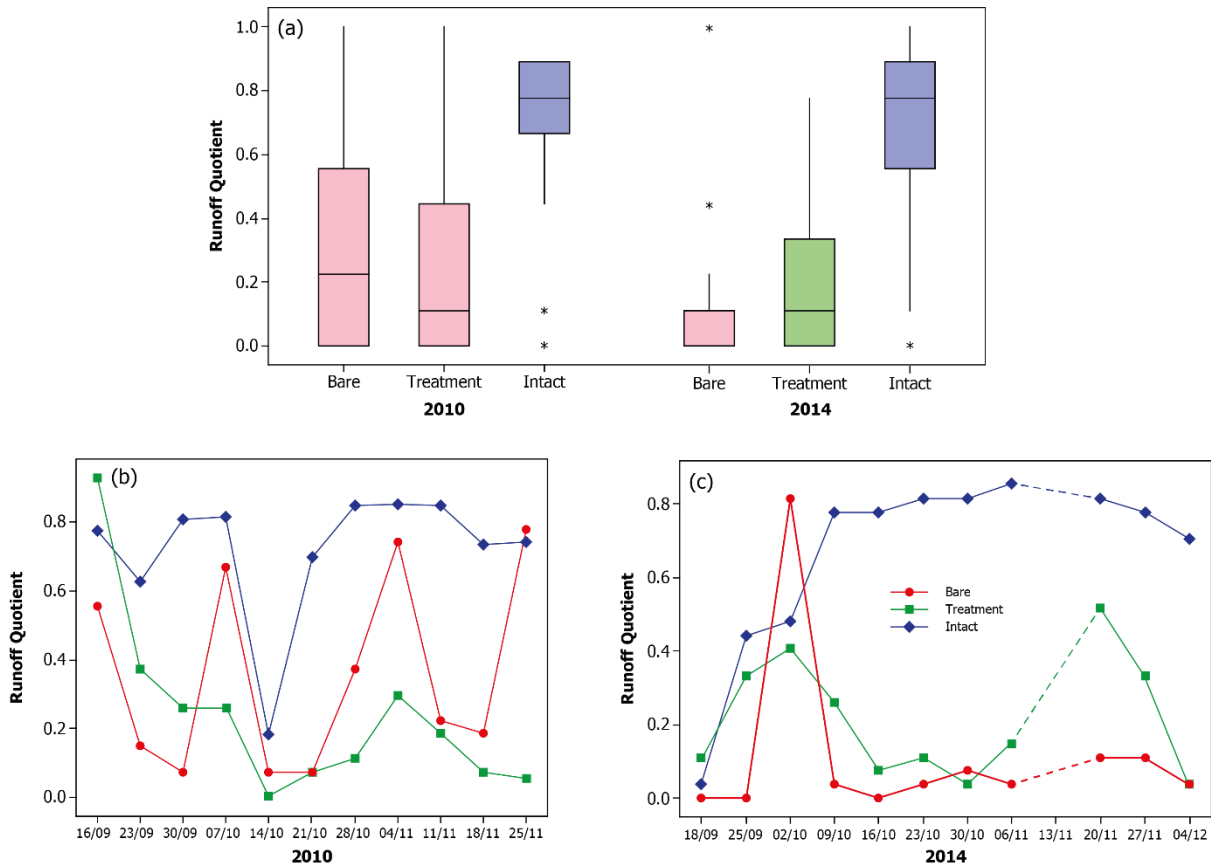 (a)
Runoff Quotient
1.0
0.8
0.6
0.4
0.2
0.0
* * * * *
Bare Treatment Intact Bare Treatment Intact
2010 2014
(b)
Runoff Quotient
0.8
0.6
0.4
0.2
0.0
16/09 23/09 30/09 07/10 14/10 21/10 28/10 04/11 11/11 18/11 25/11
2010
(c)
Runoff Quotient
0.8
0.6
0.4
0.2
0.0
Bare
Treatment
Intact
18/09 25/09 02/10 09/10 16/10 23/10 30/10 06/11 13/11 20/11 27/11 04/12
2014